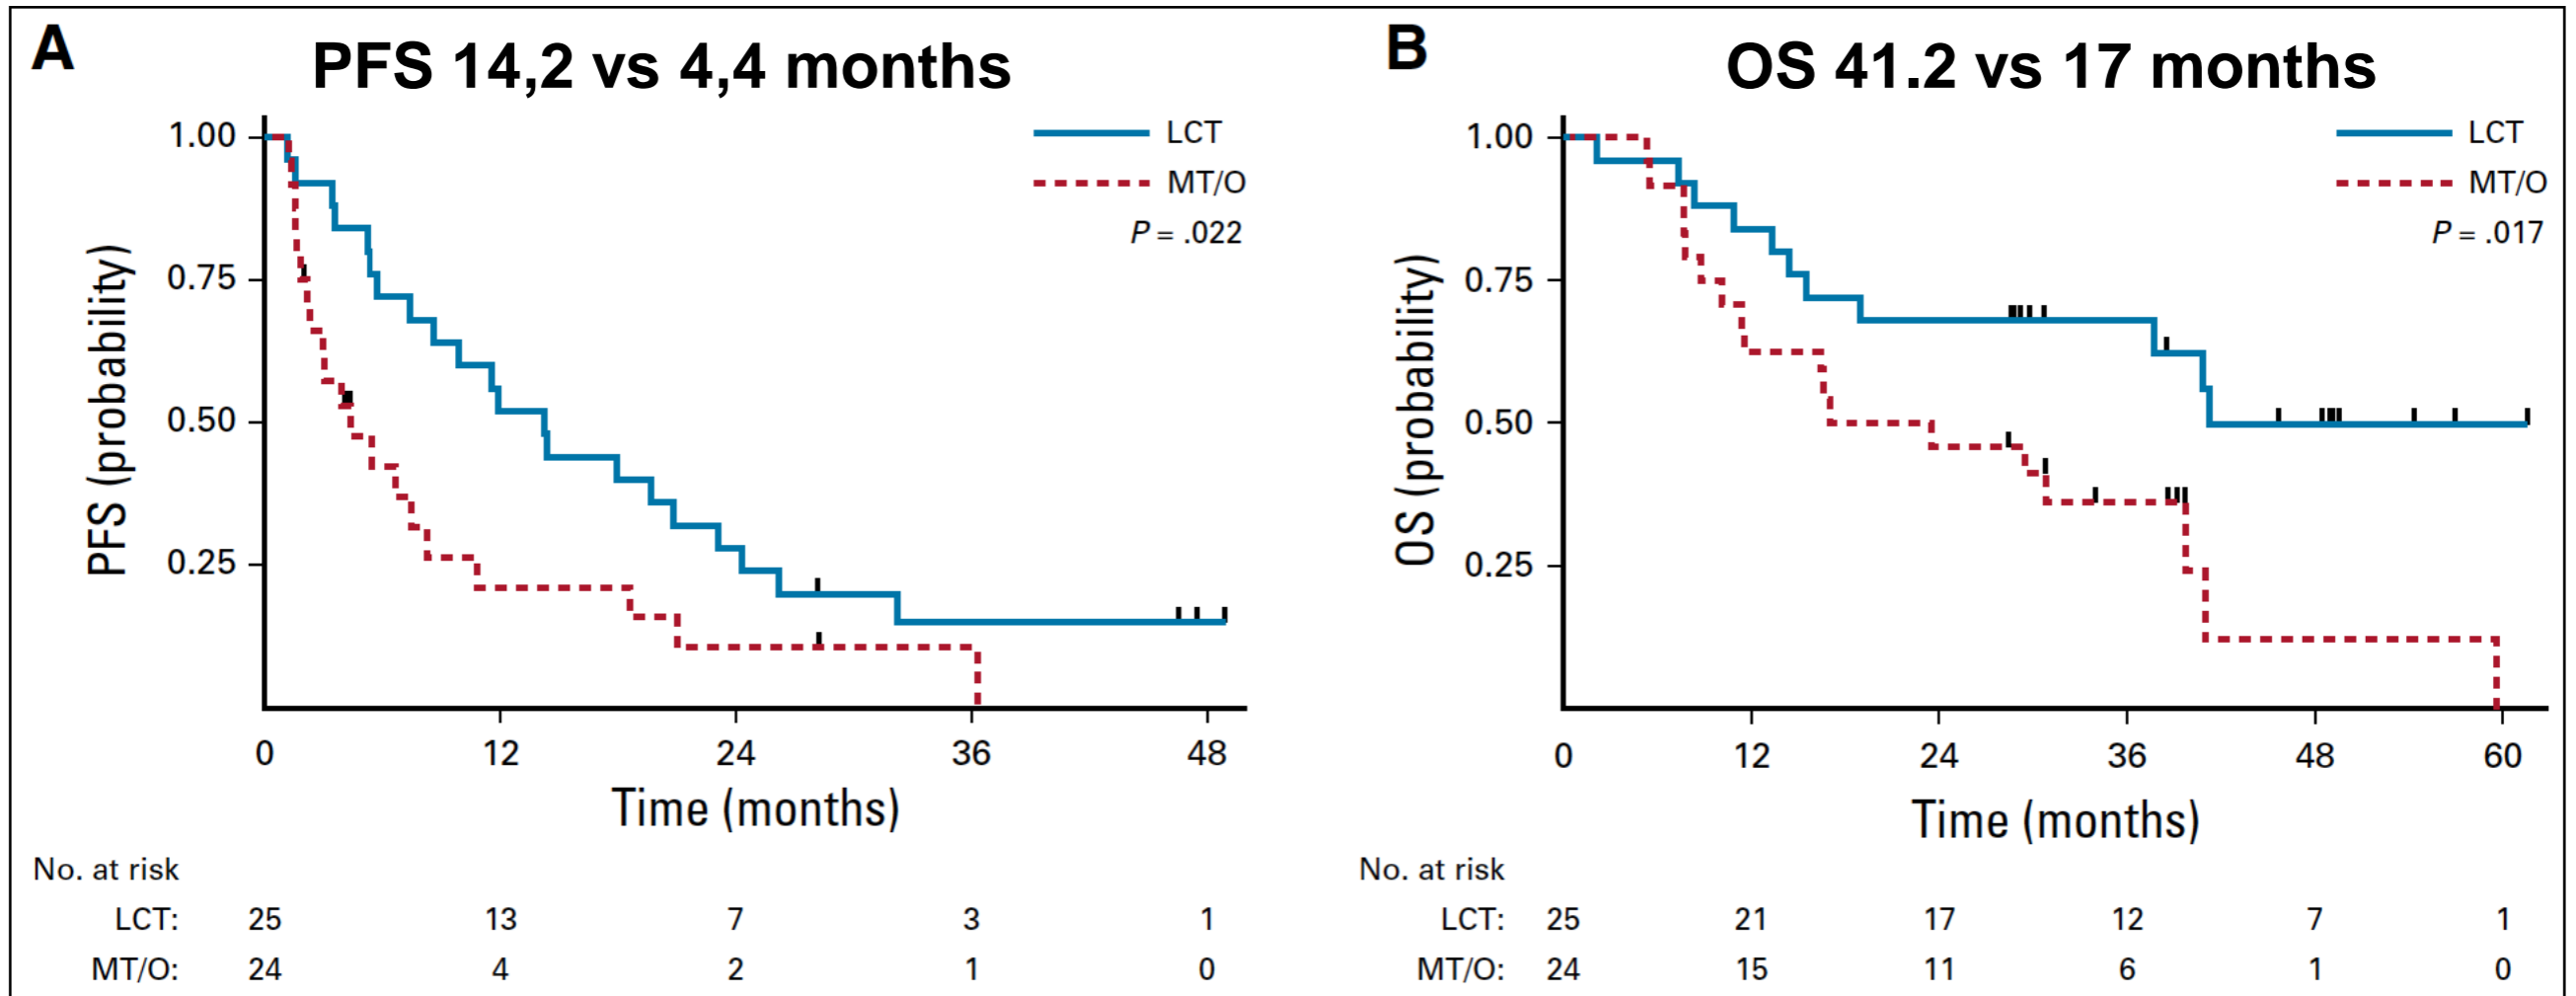 A
PFS 14,2 vs 4,4 months
LCT
MT/O
P = .022
PFS (probability)
1.00
0.75
0.50
0.25
0 12 24 36 48
Time (months)
No. at risk
LCT: 25 13 7 3 1
MT/O: 24 4 2 1 0
B
OS 41.2 vs 17 months
LCT
MT/O
P = .017
OS (probability)
1.00
0.75
0.50
0.25
0 12 24 36 48 60
Time (months)
No. at risk
LCT: 25 21 17 12 7 1
MT/O: 24 15 11 6 1 0